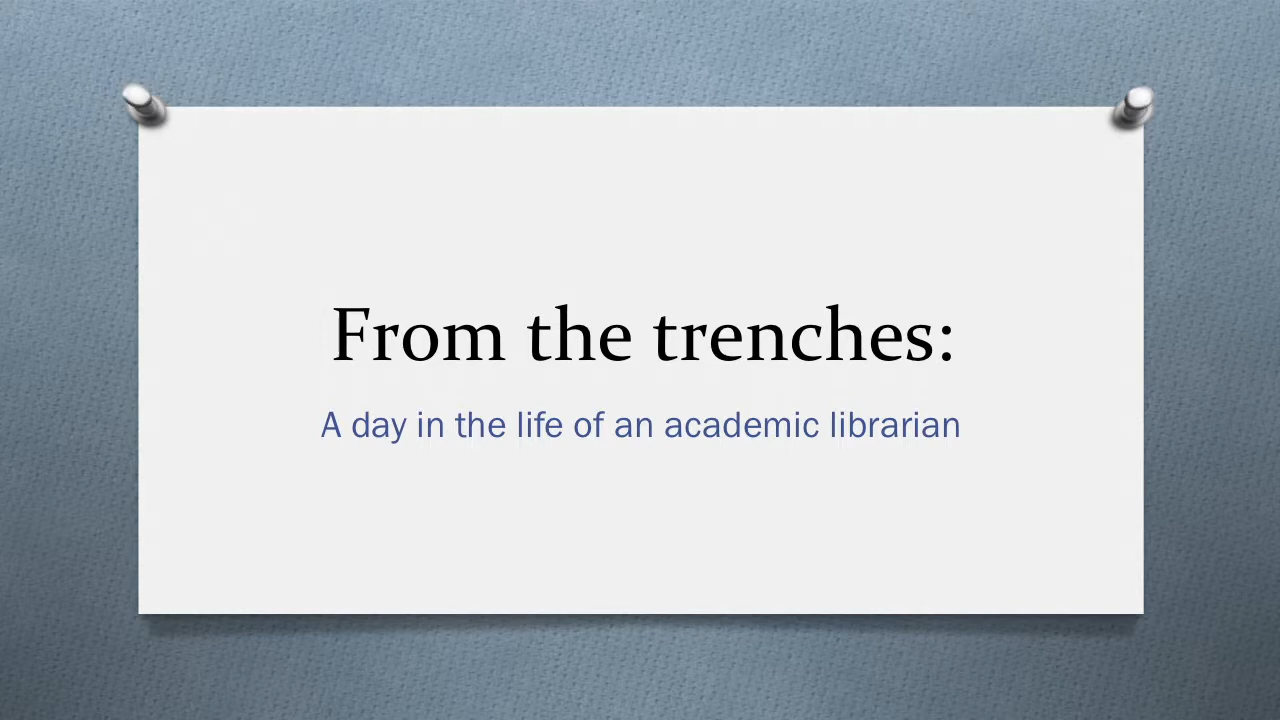 From the trenches:
A day in the life of an academic librarian